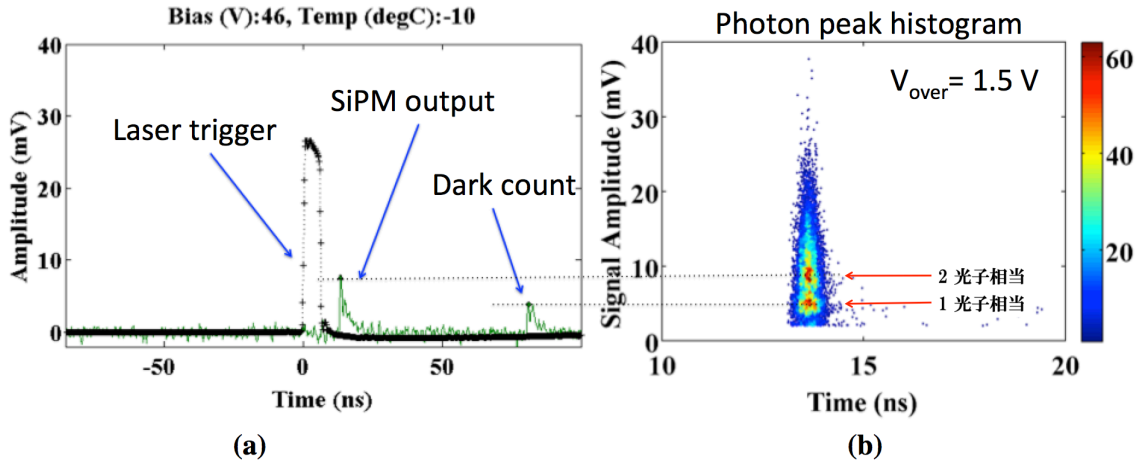 Bias (V):46, Temp (degC):-10
Amplitude (mV)
40
30
20
10
0
Laser trigger
SiPM output
Dark count
-50
0
50
Time (ns)
(a)
Photon peak histogram
Signal Amplitude (mV)
40
30
20
10
0
Vover= 1.5 V
2 光子相当
1 光子相当
10
15
20
Time (ns)
60
40
20
(b)